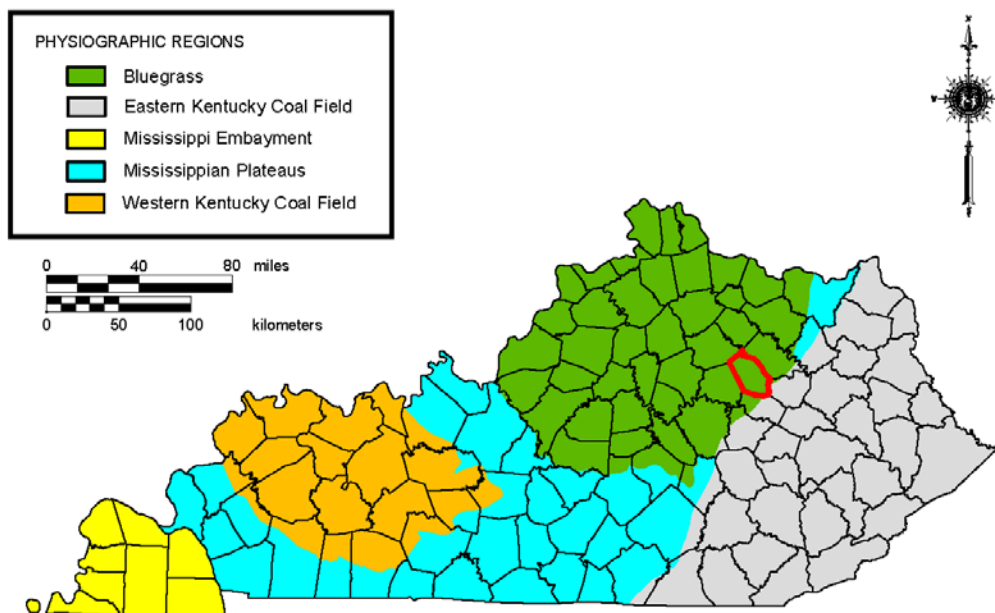 PHYSIOGRAPHIC REGIONS
Bluegrass
Eastern Kentucky Coal Field
Mississippi Embayment
Mississippian Plateaus
Western Kentucky Coal Field
0 40 80 miles
0 50 100 kilometers